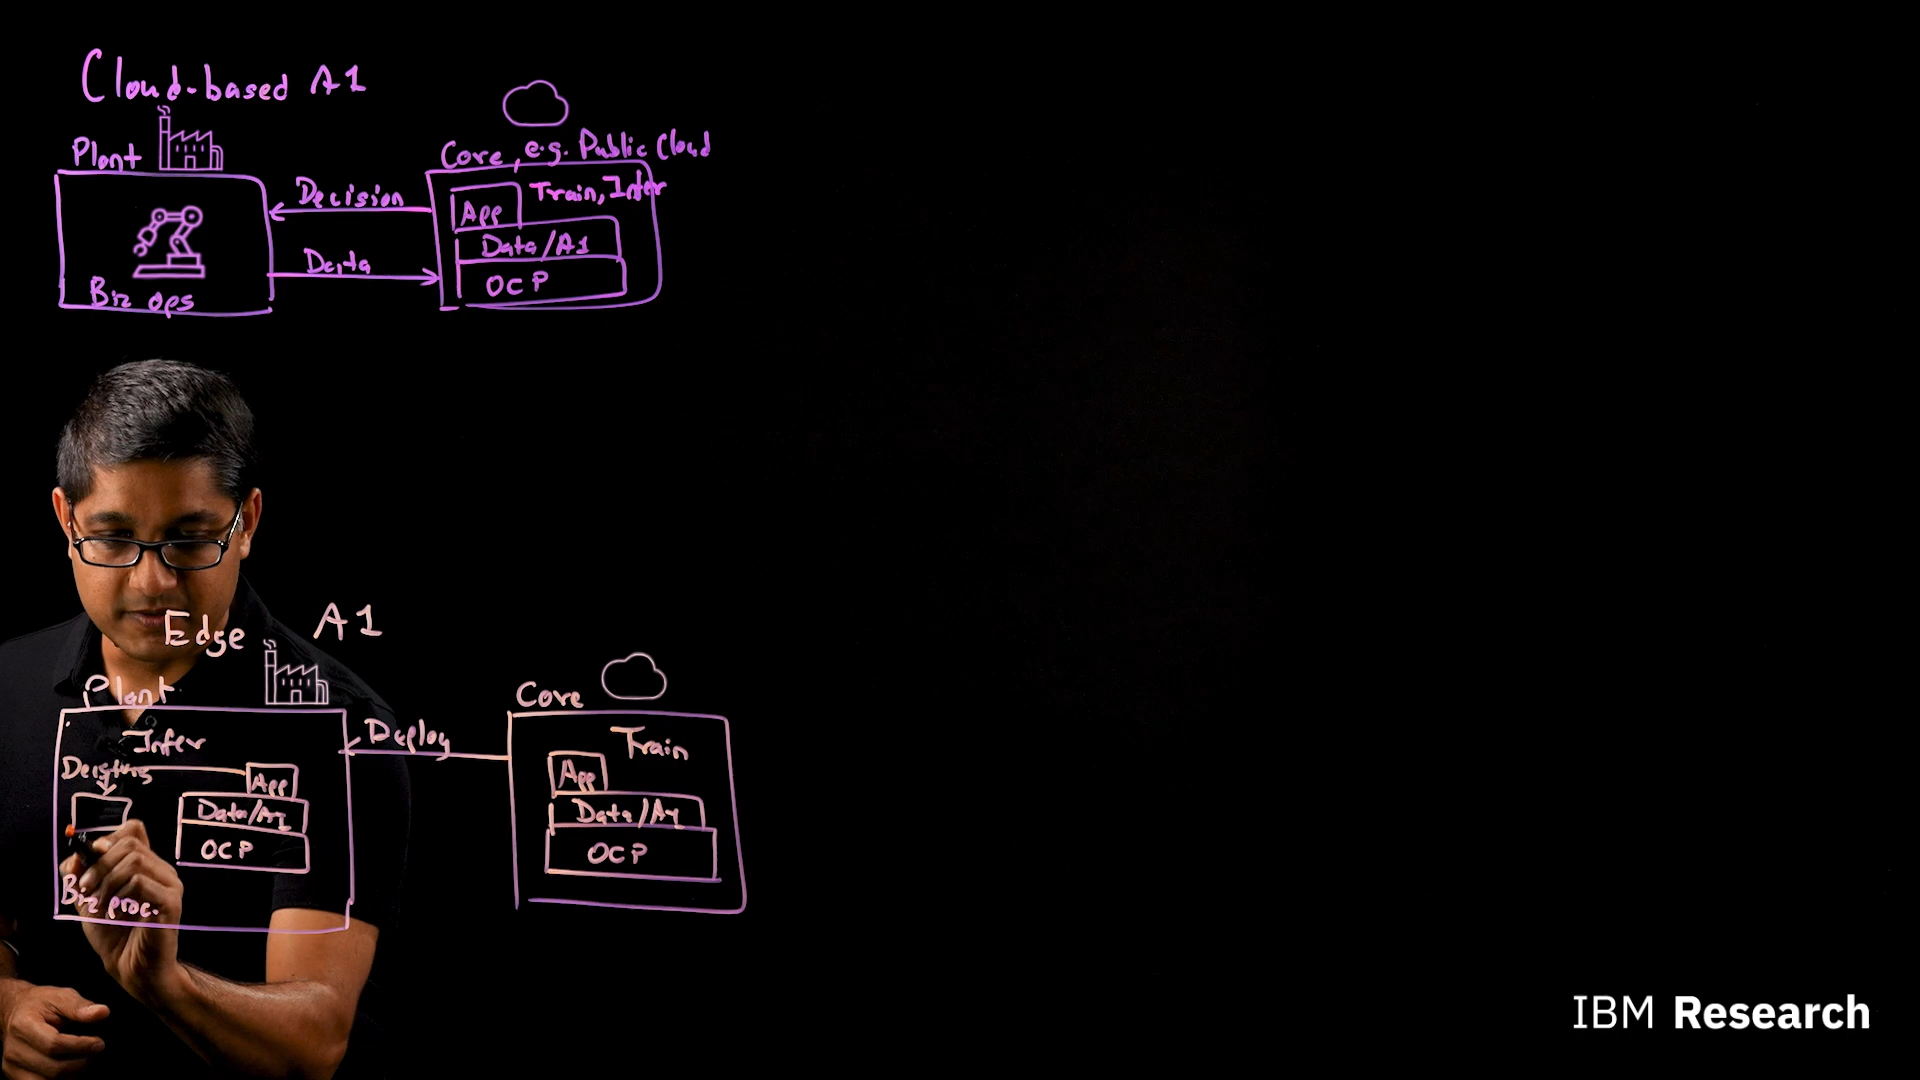 Cloud-based AI
Plant
Core, e.g. Public Cloud
Decision
Train, Infer
App
Data/AI
Data
OCP
Biz ops
Edge AI
Plant
Core
Deploy
Infer
Train
Decisions
App
App
Data/AI
Data/AI
OCP
OCP
Biz proc.
IBM Research